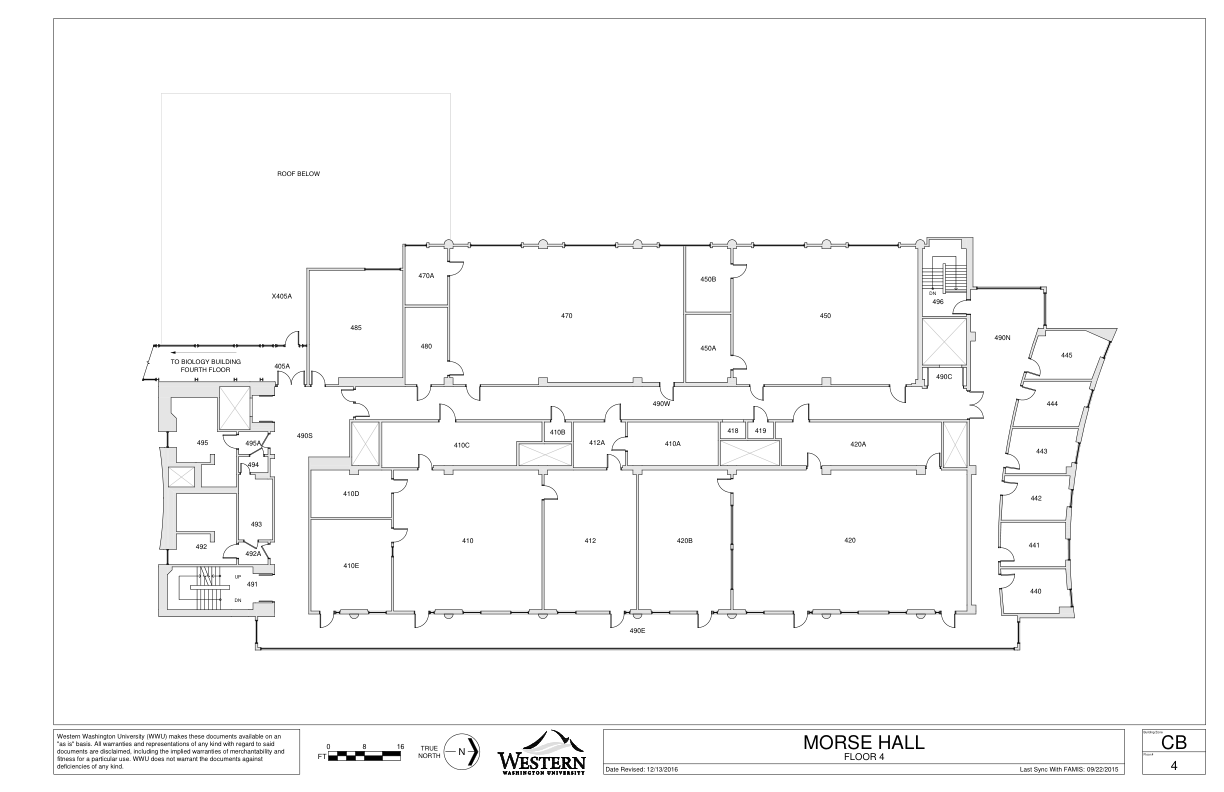 ROOF BELOW
470A
450B
X405A
DN
496
470
450
485
490N
480
450A
445
TO BIOLOGY BUILDING
FOURTH FLOOR
405A
490C
444
490W
490S
410B
418
419
495
495A
410C
412A
410A
420A
443
494
410D
442
493
410
412
420B
420
441
492
492A
410E
UP
491
DN
440
490E
Western Washington University (WWU) makes these documents available on an
"as is" basis. All warranties and representations of any kind with regard to said
documents are disclaimed, including the implied warranties of merchantability and
fitness for a particular use. WWU does not warrant the documents against
deficiencies of any kind.
0 8 16
FT
TRUE
NORTH
N
WESTERN
WASHINGTON UNIVERSITY
MORSE HALL
FLOOR 4
Date Revised: 12/13/2016
Last Sync With FAMIS: 09/22/2015
CB
4